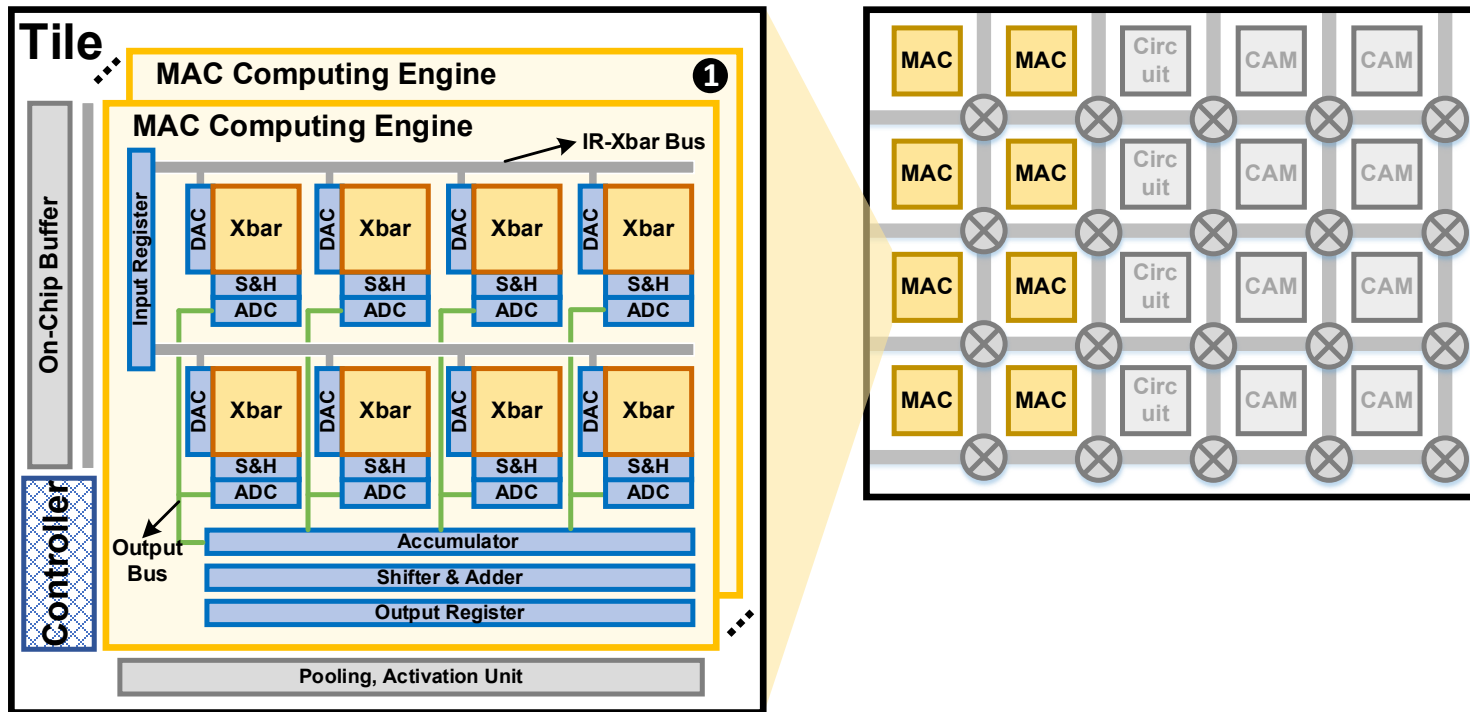 Tile
MAC Computing Engine
1
MAC Computing Engine
IR-Xbar Bus
On-Chip Buffer
Input Register
DAC Xbar DAC Xbar DAC Xbar DAC Xbar
S&H S&H S&H S&H
ADC ADC ADC ADC
DAC Xbar DAC Xbar DAC Xbar DAC Xbar
S&H S&H S&H S&H
ADC ADC ADC ADC
Controller
Output
Bus
Accumulator
Shifter & Adder
Output Register
Pooling, Activation Unit
MAC MAC Circ
uit CAM CAM
MAC MAC Circ
uit CAM CAM
MAC MAC Circ
uit CAM CAM
MAC MAC Circ
uit CAM CAM